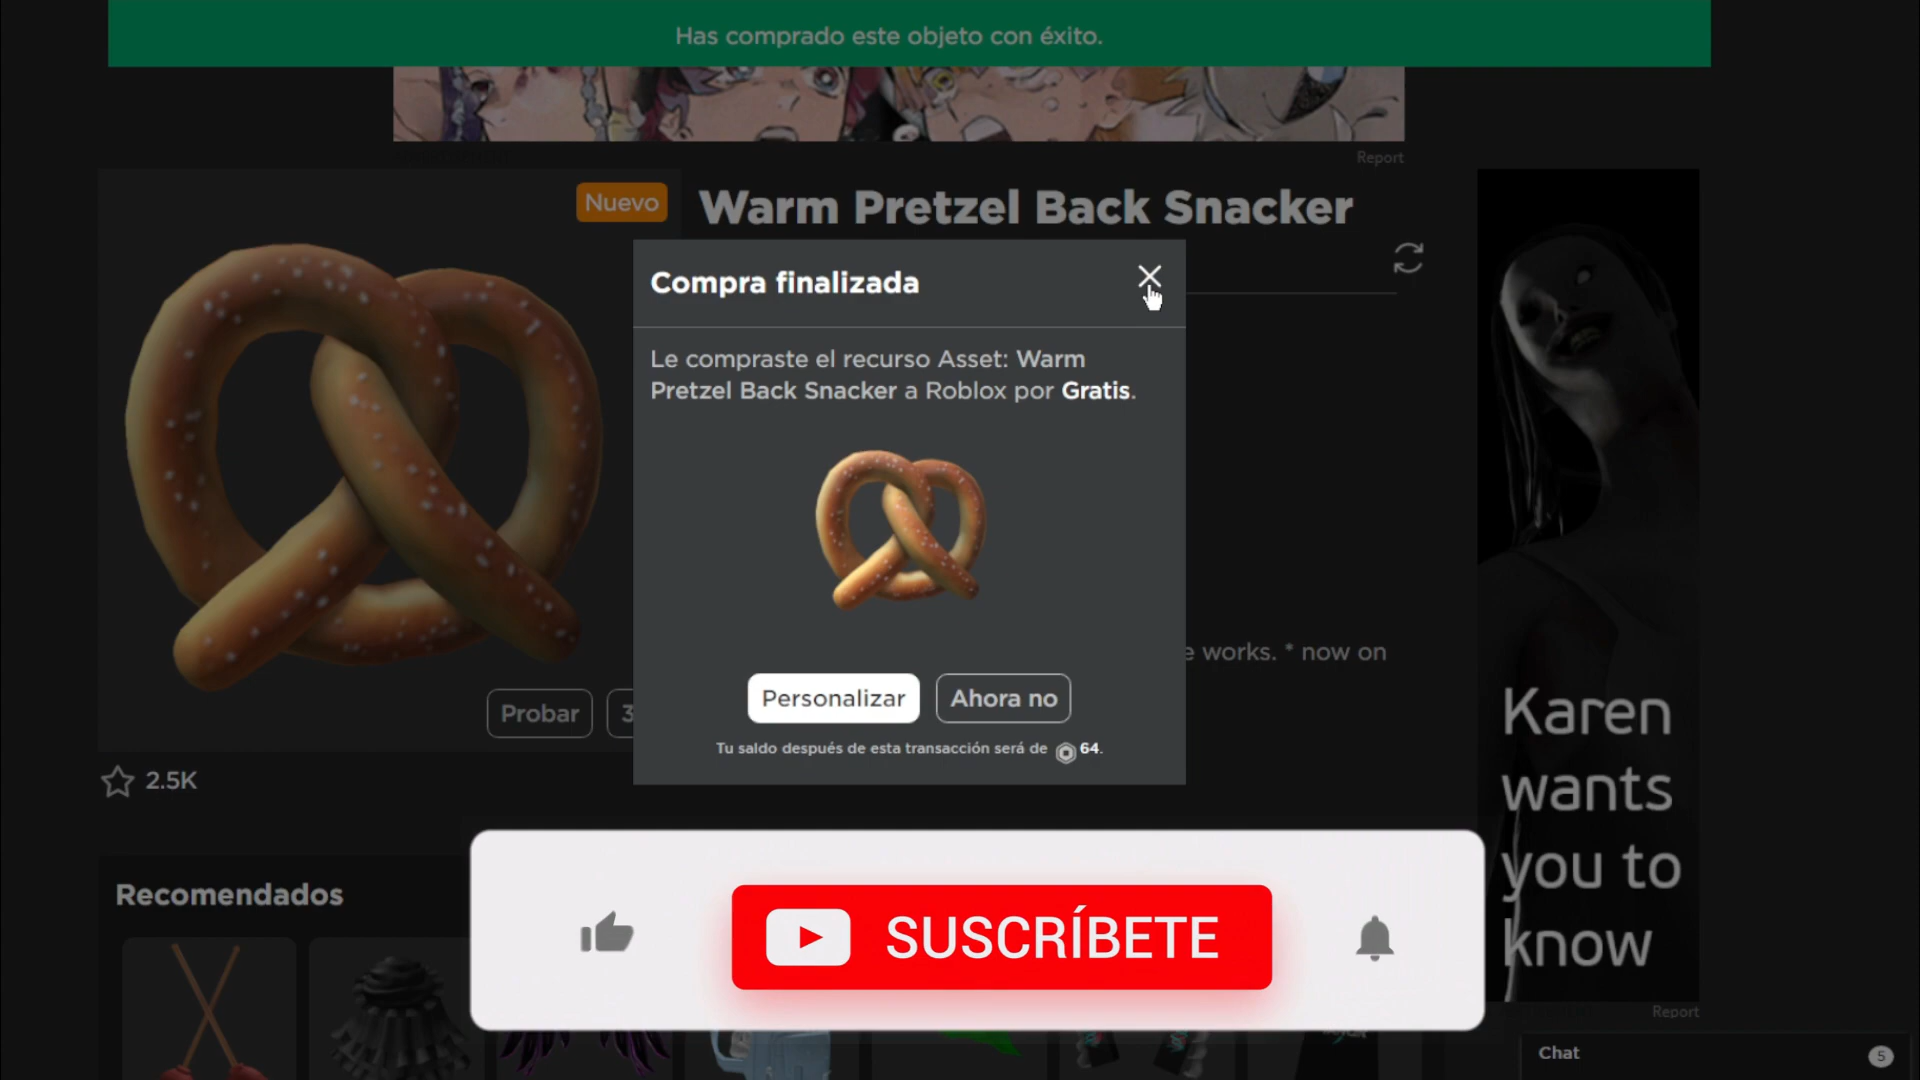 Has comprado este objeto con éxito.
Report
Nuevo
Warm Pretzel Back Snacker
Compra finalizada
Le compraste el recurso Asset: Warm
Pretzel Back Snacker a Roblox por Gratis.
works. * now on
Probar
3
Personalizar
Ahora no
Tu saldo después de esta transacción será de 64.
2.5K
Karen
wants
you to
know
Recomendados
SUSCRÍBETE
Report
Chat
5